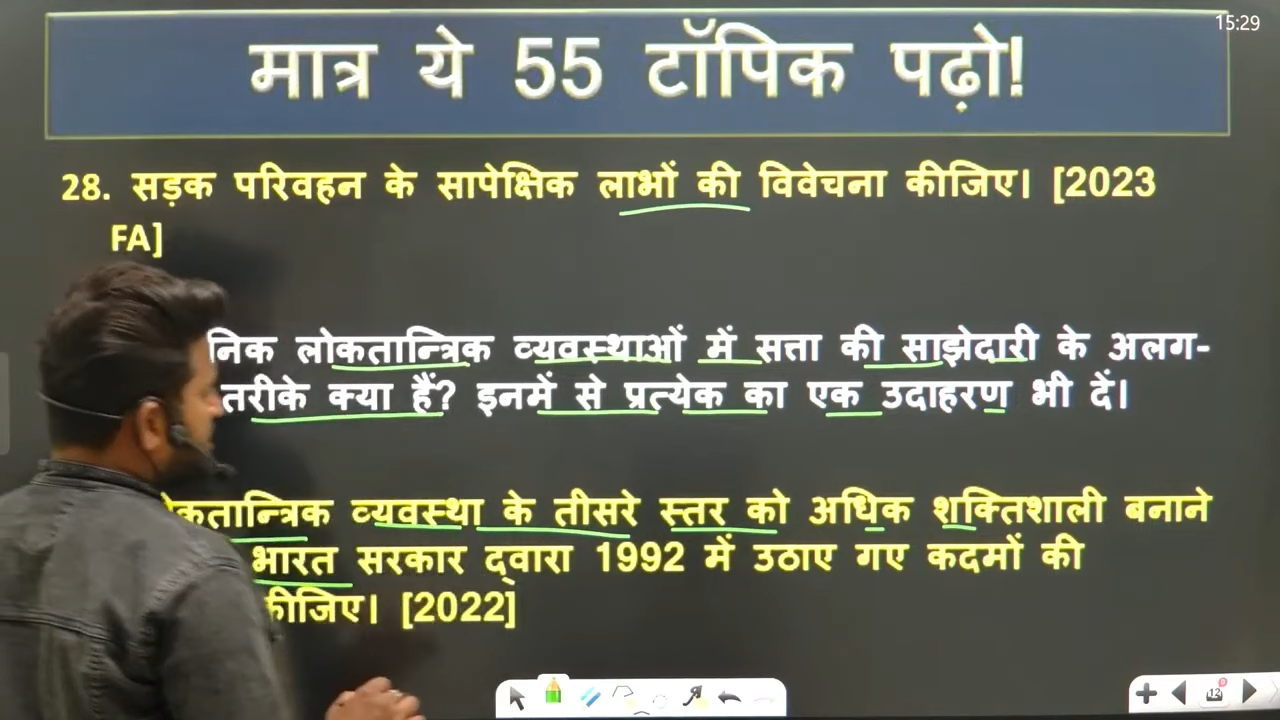 15:29
मात्र ये 55 टॉपिक पढ़ो!
28. सड़क परिवहन के सापेक्षिक लाभों की विवेचना कीजिए। [2023
FA]
लोकतान्त्रिक व्यवस्थाओं में सत्ता की साझेदारी के अलग-
तरीके क्या हैं? इनमें से प्रत्येक का एक उदाहरण भी दें।
व्यवस्था के तीसरे स्तर को अधिक शक्तिशाली बनाने
भारत सरकार द्वारा 1992 में उठाए गए कदमों की
कीजिए। [2022]
12